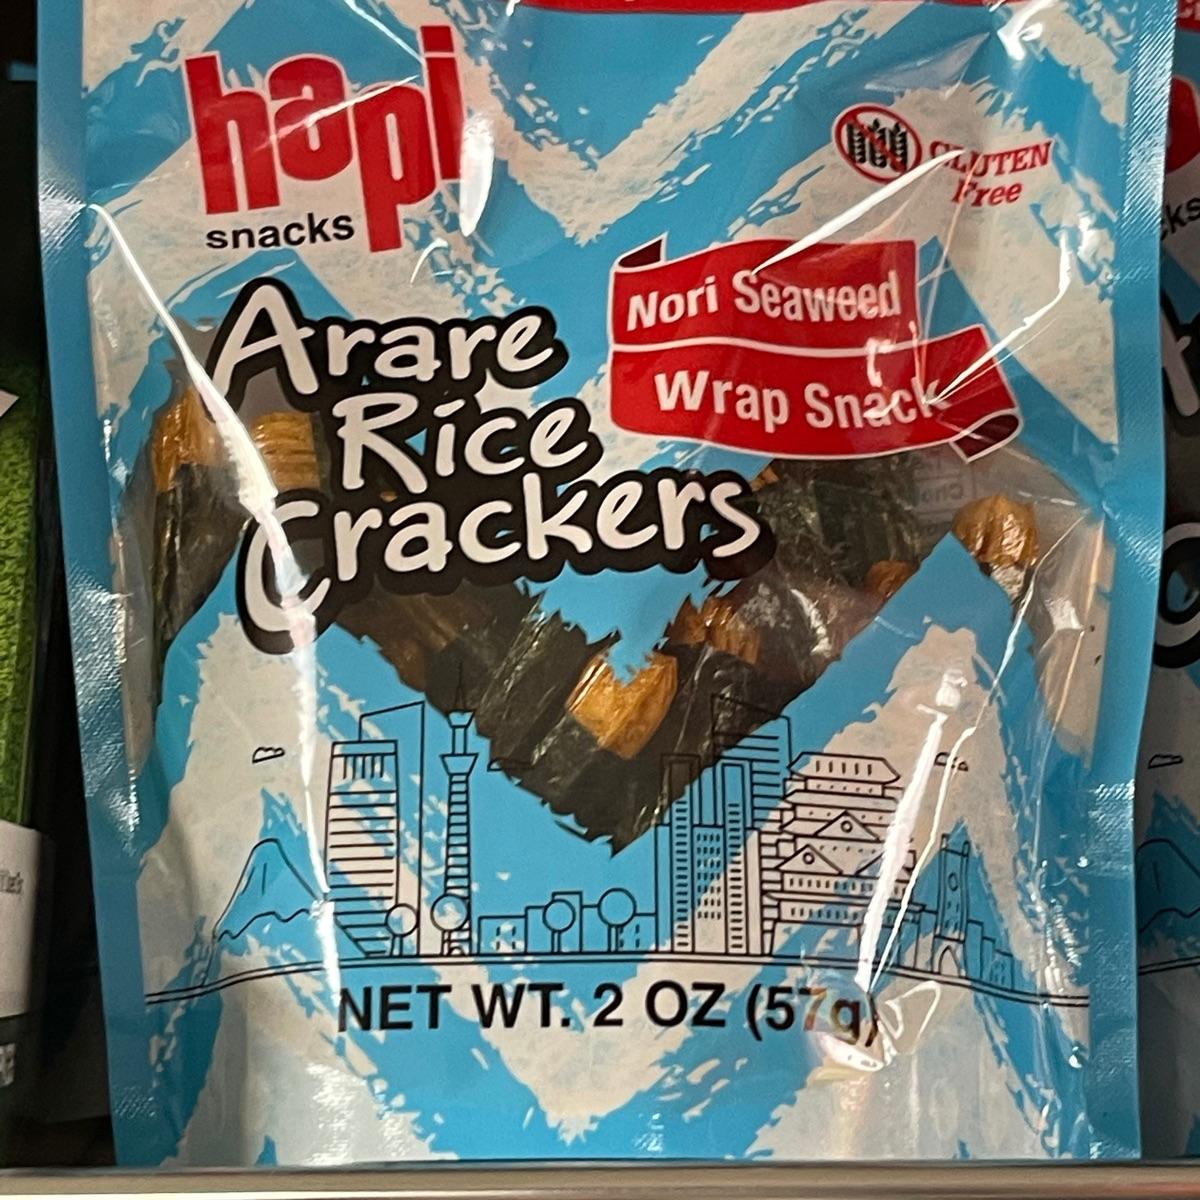 hapi
snacks
GLUTEN
Free
Nori Seaweed
Wrap Snack
Arare
Rice
Crackers
NET WT. 2 OZ (57g)